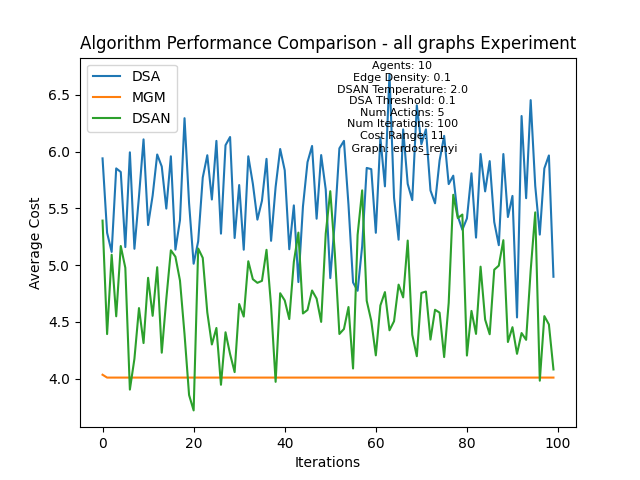 Algorithm Performance Comparison - all graphs Experiment
DSA
MGM
DSAN
Agents: 10
Edge Density: 0.1
DSAN Temperature: 2.0
DSA Threshold: 0.1
Num Actions: 5
Num Iterations: 100
Cost Range: 11
Graph: erdos_renyi
Average Cost
6.5
6.0
5.5
5.0
4.5
4.0
0 20 40 60 80 100
Iterations